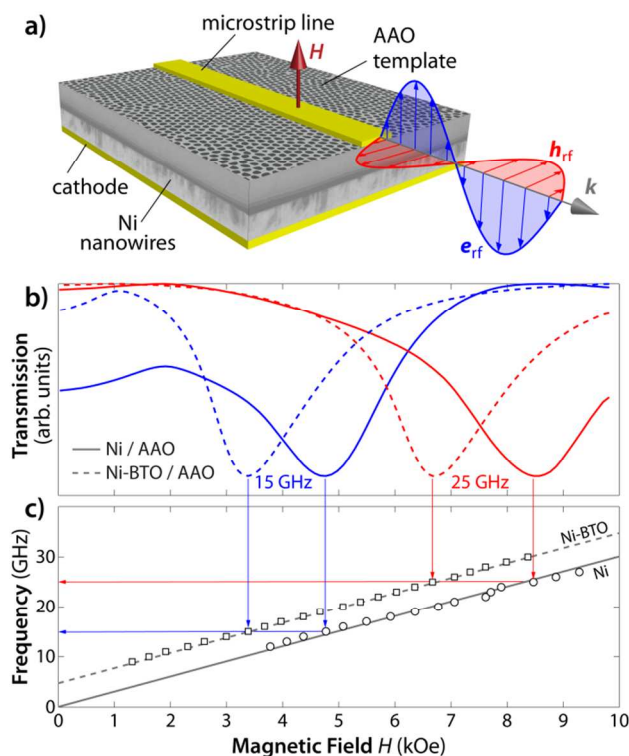 a)
microstrip line
H
AAO
template
h rf
k
cathode
Ni
nanowires
e rf
b)
Transmission
(arb. units)
Ni / AAO
Ni-BTO / AAO
15 GHz
25 GHz
c)
Frequency (GHz)
30
20
10
0
Ni-BTO
Ni
0 1 2 3 4 5 6 7 8 9 10
Magnetic Field H (kOe)